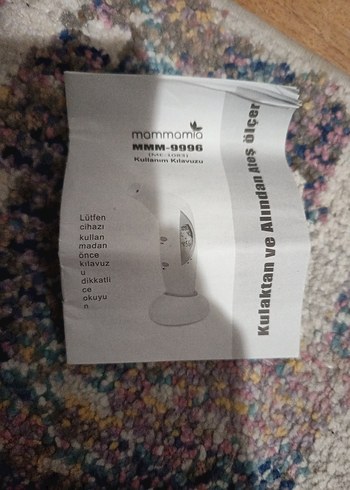 mammamia
MMM-9996
Kullanım Kılavuzu
Kulaktan ve Alından Ateş Ölçer
Lütfen
cihazı
kullan
madan
önce
kılavuz
u
dikkatli
ce
okuyu
n